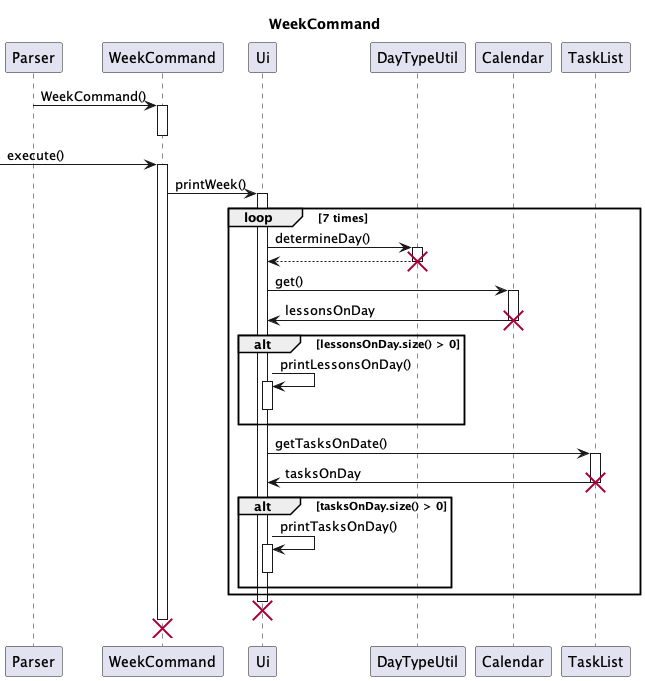 WeekCommand
Parser WeekCommand Ui DayTypeUtil Calendar TaskList
WeekCommand()
execute()
printWeek()
loop [7 times]
determineDay()
get()
lessonsOnDay
alt [lessonsOnDay.size() > 0]
printLessonsOnDay()
getTasksOnDate()
tasksOnDay
alt [tasksOnDay.size() > 0]
printTasksOnDay()
Parser WeekCommand Ui DayTypeUtil Calendar TaskList